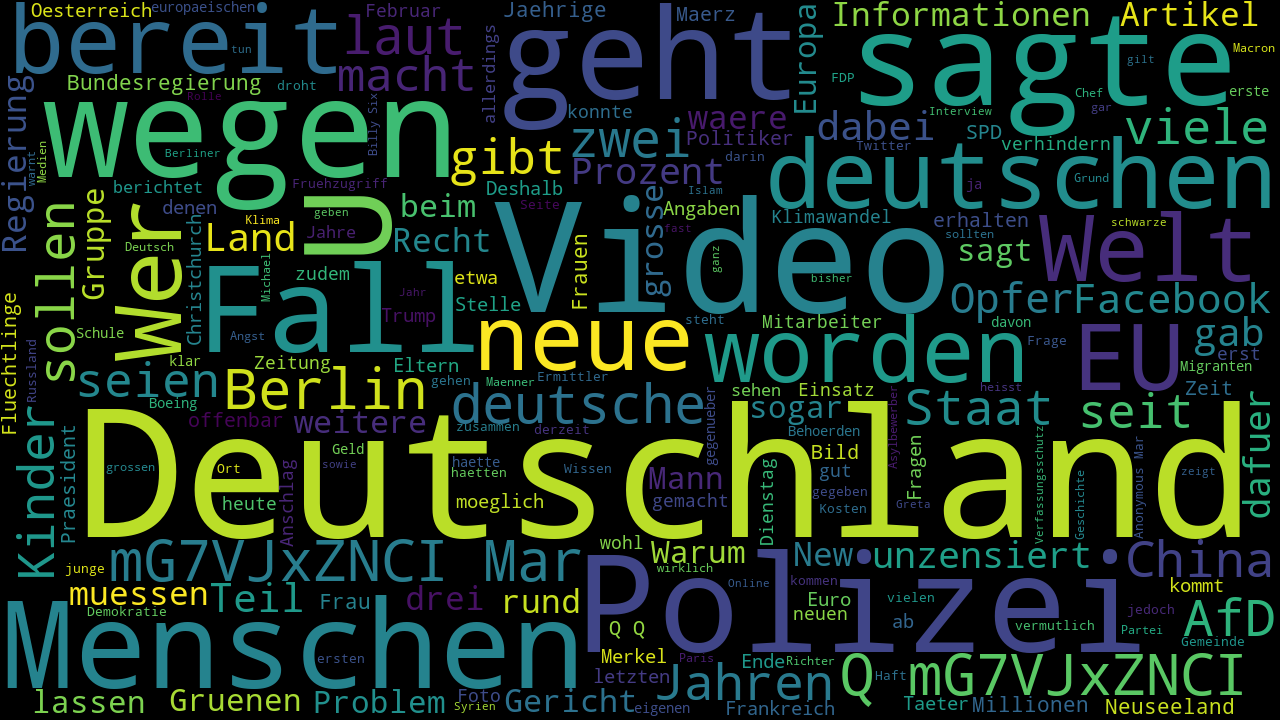 Oesterreich
europaeischen
Februar
Jaehrige
Maerz
Informationen
Artikel
bereit
tun
laut
geht
Europa
sagte
Macron
macht
allerdings
FDP
gilt
Bundesregierung
droht
Chef
erste
Regierung
Rolle
wegen
Billy Six
konnte
waere
gar
Interview
dabei
SPD
viele
zwei
Politiker
verhindern
Twitter
warnt
Medien
Berliner
gibt
Prozent
darin
deutschen
berichtet
Fruehzugriff
Deshalb
Islam
ja
Grund
denen
U
beim
Seite
Angaben
Klimawandel
erhalten
schwarze
Gruppe
Wer
Klima
geben
Jahre
Video
grosse
fast
sollten
Welt
sollen
Deutsch
Land
Recht
Frauen
ganz
sagt
Christchurch
Michael
zudem
etwa
bisher
Fall
Jahr
Stelle
Opfer
Facebook
Fluechtlinge
Schule
Trump
neue
steht
Mitarbeiter
davon
EU
gab
Angst
worden
Frage
erst
Russland
klar
Zeitung
Eltern
Migranten
seien
Berlin
gehen
Maenner
Ermittler
sehen
Einsatz
heisst
Zeit
Boeing
offenbar
weitere
deutsche
sogar
Staat
seit
dafuer
Kinder
zusammen
derzeit
gegenueber
Behoerden
Asylbewerber
Praesident
Deutschland
Geld
Bild
Fragen
grossen
Ort
sowie
haette
haetten
Wissen
Mann
gut
Verfassungsschutz
Geschichte
Anonymous Mar
zeigt
heute
Anschlag
moeglich
gemacht
Dienstag
gegeben
Kosten
Greta
mG7VJxZNCI Mar
wohl
Warum
New
unzensiert
China
junge
wirklich
Online
kommen
muessen
Teil
Frau
drei
rund
Euro
vielen
kommt
Demokratie
neuen
ab
jedoch
AfD
Menschen
Polizei
Q Q
vermutlich
Partei
Gemeinde
ersten
Merkel
Paris
Ende
Richter
Q mG7VJxZNCI
letzten
Jahren
Haft
lassen
Gruenen
Problem
Foto
Syrien
Gericht
eigenen
Frankreich
Taeter
Millionen
Neuseeland